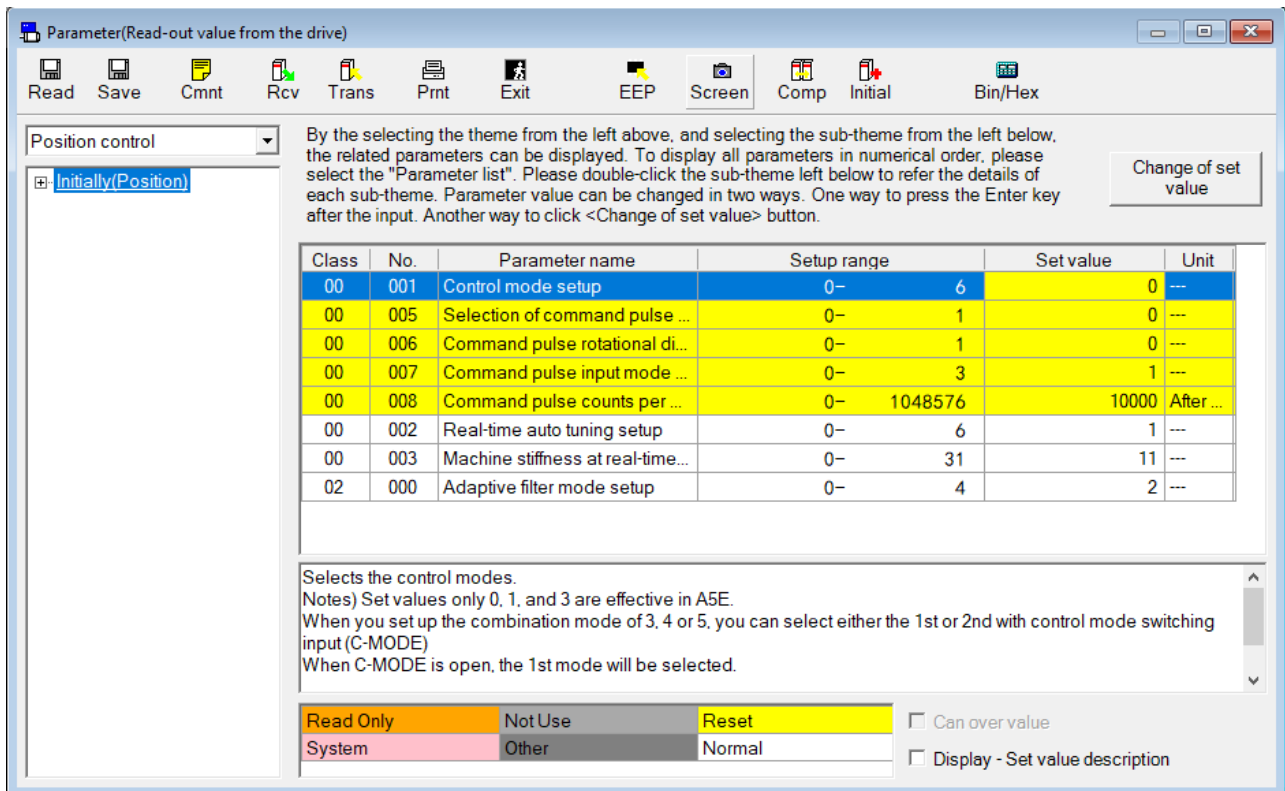 Parameter(Read-out value from the drive)
Read Save Cmnt Rcv Trans Prnt Exit EEP Screen Comp Initial Bin/Hex
Position control
Initially(Position)
By the selecting the theme from the left above, and selecting the sub-theme from the left below,
the related parameters can be displayed. To display all parameters in numerical order, please
select the "Parameter list". Please double-click the sub-theme left below to refer the details of
each sub-theme. Parameter value can be changed in two ways. One way to press the Enter key
after the input. Another way to click <Change of set value> button.
Change of set
value
Class No. Parameter name Setup range Set value Unit
00 001 Control mode setup 0− 6 0 ---
00 005 Selection of command pulse ... 0− 1 0 ---
00 006 Command pulse rotational di... 0− 1 0 ---
00 007 Command pulse input mode ... 0− 3 1 ---
00 008 Command pulse counts per ... 0− 1048576 10000 After ...
00 002 Real-time auto tuning setup 0− 6 1 ---
00 003 Machine stiffness at real-time... 0− 31 11 ---
02 000 Adaptive filter mode setup 0− 4 2 ---
Selects the control modes.
Notes) Set values only 0, 1, and 3 are effective in A5E.
When you set up the combination mode of 3, 4 or 5, you can select either the 1st or 2nd with control mode switching
input (C-MODE)
When C-MODE is open, the 1st mode will be selected.
Read Only Not Use Reset
System Other Normal
Can over value
Display - Set value description